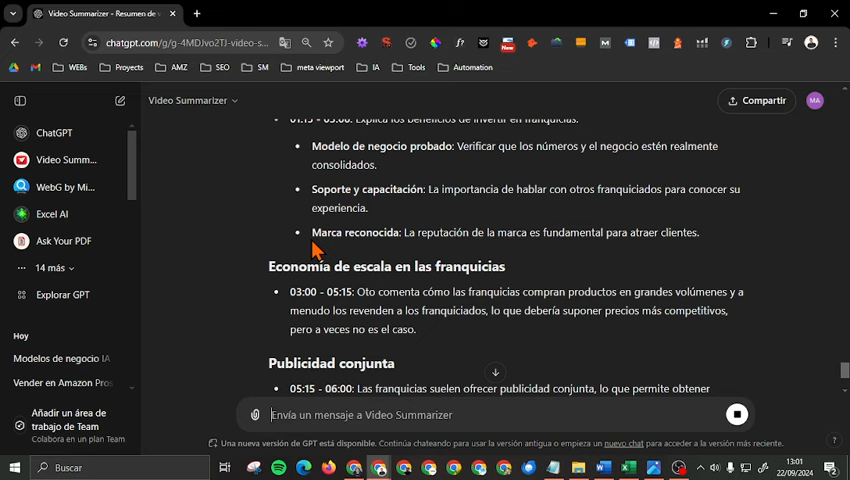 Video Summarizer - Resumen de v
chatgpt.com/g/g-4MDJvo2TJ-video-s...
New
WEBs
Proyects
AMZ
SEO
SM
meta viewport
IA
Tools
Automation
Video Summarizer
Compartir
MA
ChatGPT
Video Summ...
WebG by Mi...
Excel AI
Ask Your PDF
14 más
Explorar GPT
Hoy
Modelos de negocio IA
Vender en Amazon Pros
Añadir un área de
trabajo de Team
Colabora en un plan Team
01:15 - 03:00: Explica los beneficios de invertir en franquicias.
Modelo de negocio probado: Verificar que los números y el negocio estén realmente
consolidados.
Soporte y capacitación: La importancia de hablar con otros franquiciados para conocer su
experiencia.
Marca reconocida: La reputación de la marca es fundamental para atraer clientes.
Economía de escala en las franquicias
03:00 - 05:15: Oto comenta cómo las franquicias compran productos en grandes volúmenes y a
menudo los revenden a los franquiciados, lo que debería suponer precios más competitivos,
pero a veces no es el caso.
Publicidad conjunta
05:15 - 06:00: Las franquicias suelen ofrecer publicidad conjunta, lo que permite obtener
Envía un mensaje a Video Summarizer
Una nueva versión de GPT está disponible. Continúa chateando para usar la versión antigua o empieza un nuevo chat para acceder a la versión más reciente.
?
Buscar
13:01
22/09/2024
2